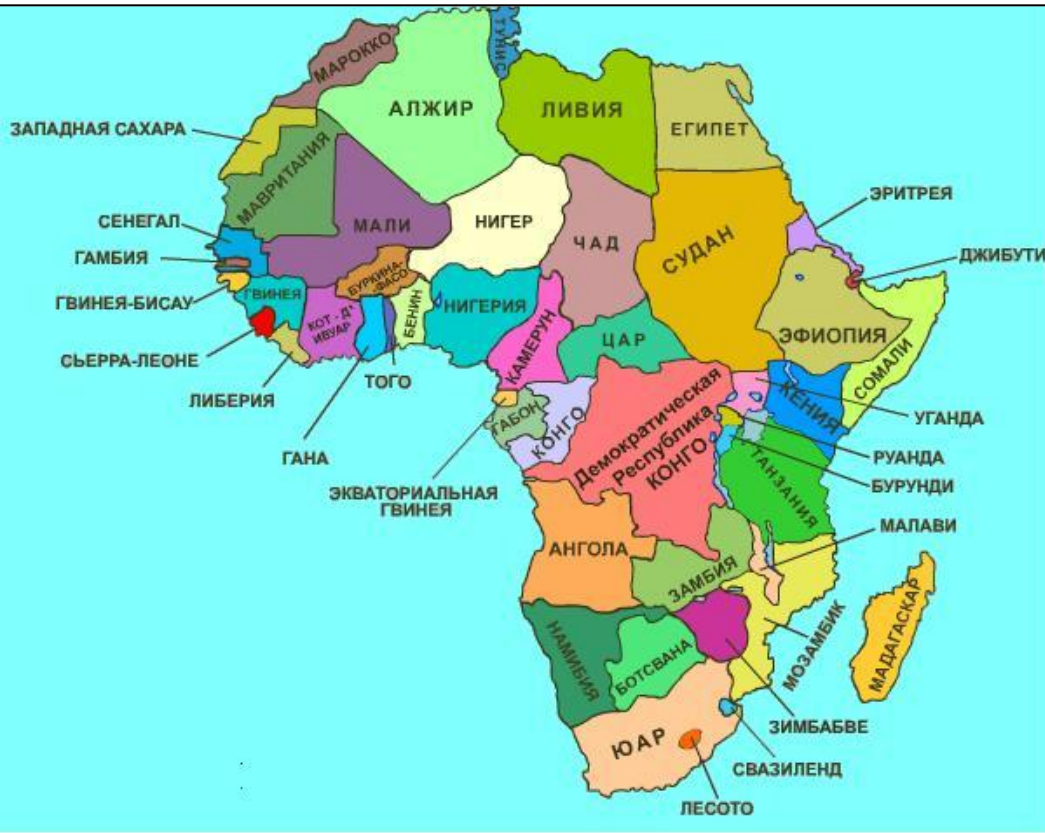 ТУНИС
МАРОККО
АЛЖИР
ЛИВИЯ
ЕГИПЕТ
ЗАПАДНАЯ САХАРА
МАВРИТАНИЯ
ЭРИТРЕЯ
СЕНЕГАЛ
МАЛИ
НИГЕР
ЧАД
СУДАН
ГАМБИЯ
ДЖИБУТИ
БУРКИНА-
ФАСО
ГВИНЕЯ-БИСАУ
ГВИНЕЯ
КОТ - Д'
ИВУАР
БЕНИН
НИГЕРИЯ
КАМЕРУН
ЦАР
ЭФИОПИЯ
СОМАЛИ
СЬЕРРА-ЛЕОНЕ
ЛИБЕРИЯ
ТОГО
ГАНА
ГАБОН
КОНГО
Демократическая
Республика
КОНГО
КЕНИЯ
УГАНДА
РУАНДА
БУРУНДИ
ТАНЗАНИЯ
ЭКВАТОРИАЛЬНАЯ
ГВИНЕЯ
МАЛАВИ
АНГОЛА
ЗАМБИЯ
МОЗАМБИК
МАДАГАСКАР
НАМИБИЯ
БОТСВАНА
ЗИМБАБВЕ
ЮАР
СВАЗИЛЕНД
ЛЕСОТО